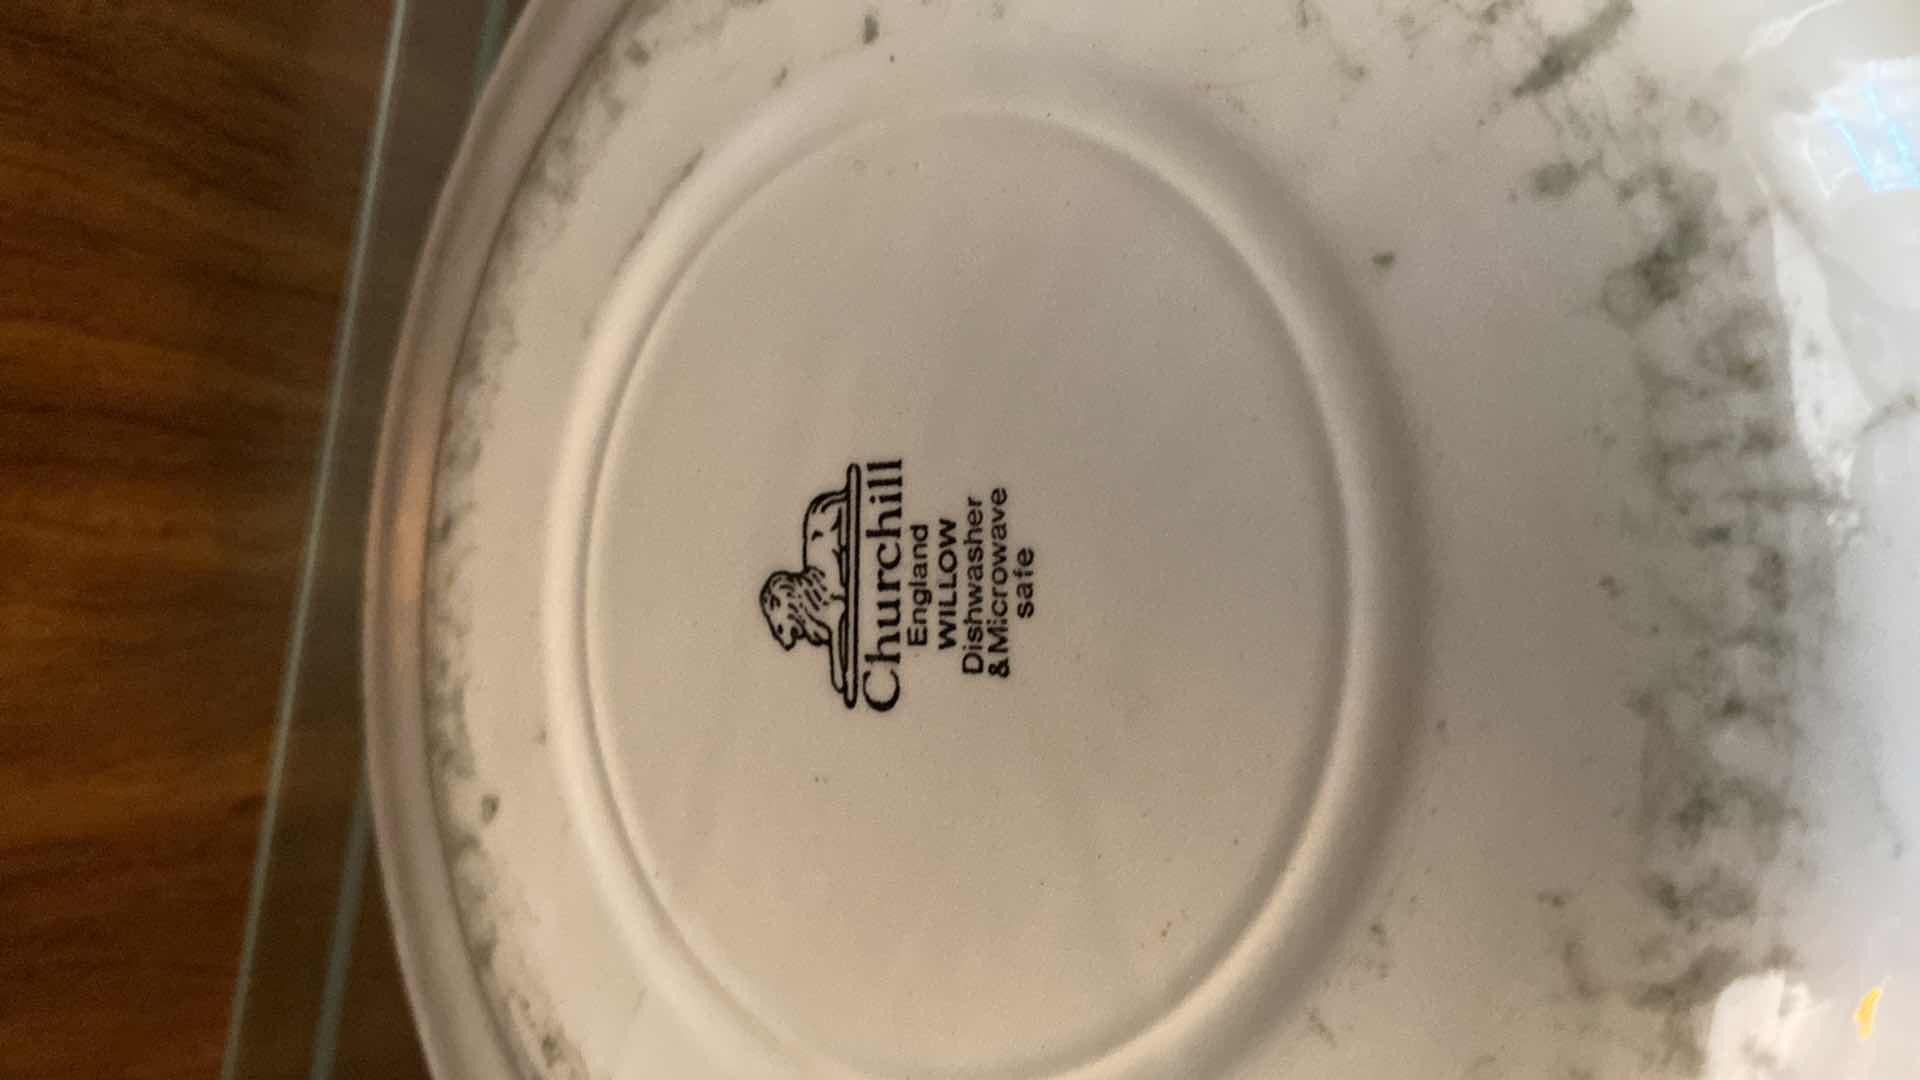 Churchill
England
WILLOW
Dishwasher
&Microwave
safe